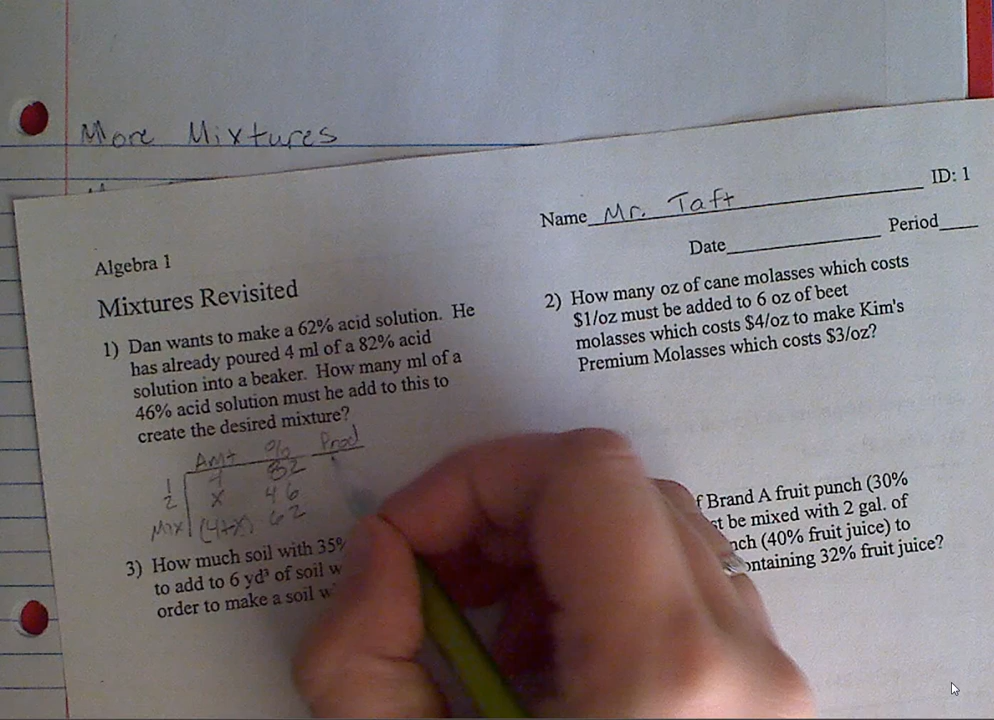 More Mixtures
Name Mr. Taft ID: 1
Date Period
Algebra 1
Mixtures Revisited
1) Dan wants to make a 62% acid solution. He
has already poured 4 ml of a 82% acid
solution into a beaker. How many ml of a
46% acid solution must he add to this to
create the desired mixture?
Amt % Prod
1 4 82
2 x 46
Mix (4+x) 62
2) How many oz of cane molasses which costs
$1/oz must be added to 6 oz of beet
molasses which costs $4/oz to make Kim's
Premium Molasses which costs $3/oz?
3) How much soil with 35%
to add to 6 yd³ of soil
order to make a soil
Brand A fruit punch (30%
be mixed with 2 gal. of
(40% fruit juice) to
containing 32% fruit juice?